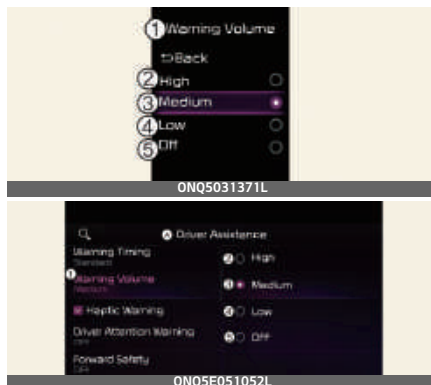 ① Warning Volume
⮌Back
② High
③ Medium
④ Low
⑤ Off
ONQ5031371L
Ⓐ Driver Assistance
Warning Timing
Standard
② High
① Warning Volume
Medium
③ Medium
Haptic Warning
④ Low
Driver Attention Warning
Off
⑤ Off
Forward Safety
Off
ONQ5E051052L